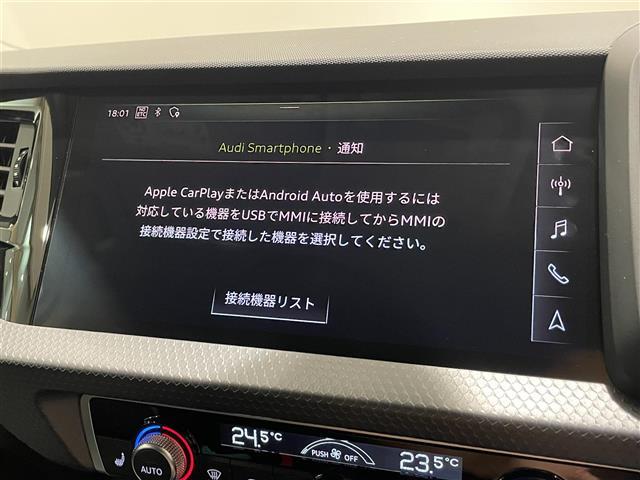 18:01 NO ETC
Audi Smartphone・通知
Apple CarPlayまたはAndroid Autoを使用するには
対応している機器をUSBでMMIに接続してからMMIの
接続機器設定で接続した機器を選択してください。
接続機器リスト
24.5°C
PUSH OFF
23.5°C
AUTO